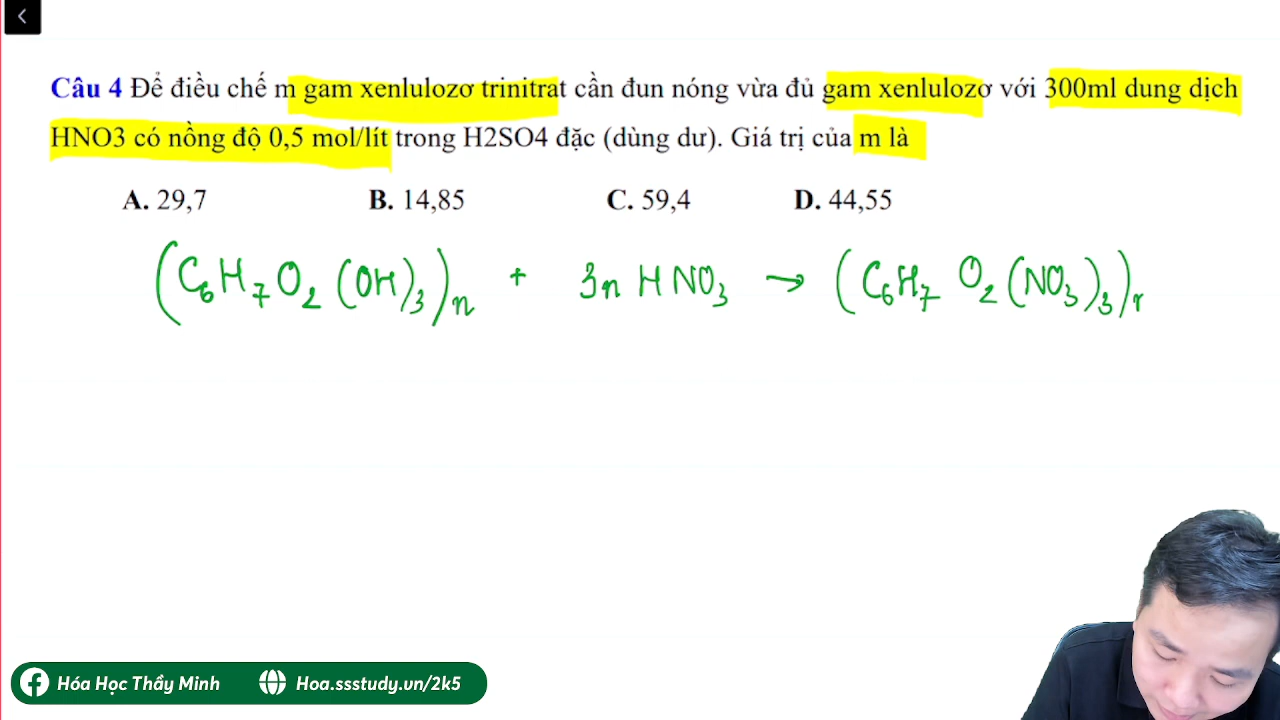 Câu 4 Để điều chế m gam xenlulozơ trinitrat cần đun nóng vừa đủ gam xenlulozơ với 300ml dung dịch
HNO3 có nồng độ 0,5 mol/lít trong H2SO4 đặc (dùng dư). Giá trị của m là
A. 29,7 B. 14,85 C. 59,4 D. 44,55
(C6H7O2(OH)3)n + 3n HNO3 → (C6H7O2(NO3)3)n
Hóa Học Thầy Minh Hoa.ssstudy.vn/2k5